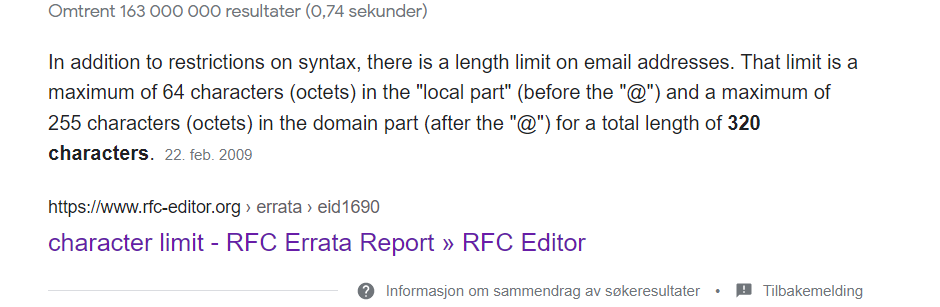 Omtrent 163 000 000 resultater (0,74 sekunder)
In addition to restrictions on syntax, there is a length limit on email addresses. That limit is a
maximum of 64 characters (octets) in the "local part" (before the "@") and a maximum of
255 characters (octets) in the domain part (after the "@") for a total length of 320
characters. 22. feb. 2009
https://www.rfc-editor.org › errata › eid1690
character limit - RFC Errata Report » RFC Editor
Informasjon om sammendrag av søkeresultater • Tilbakemelding